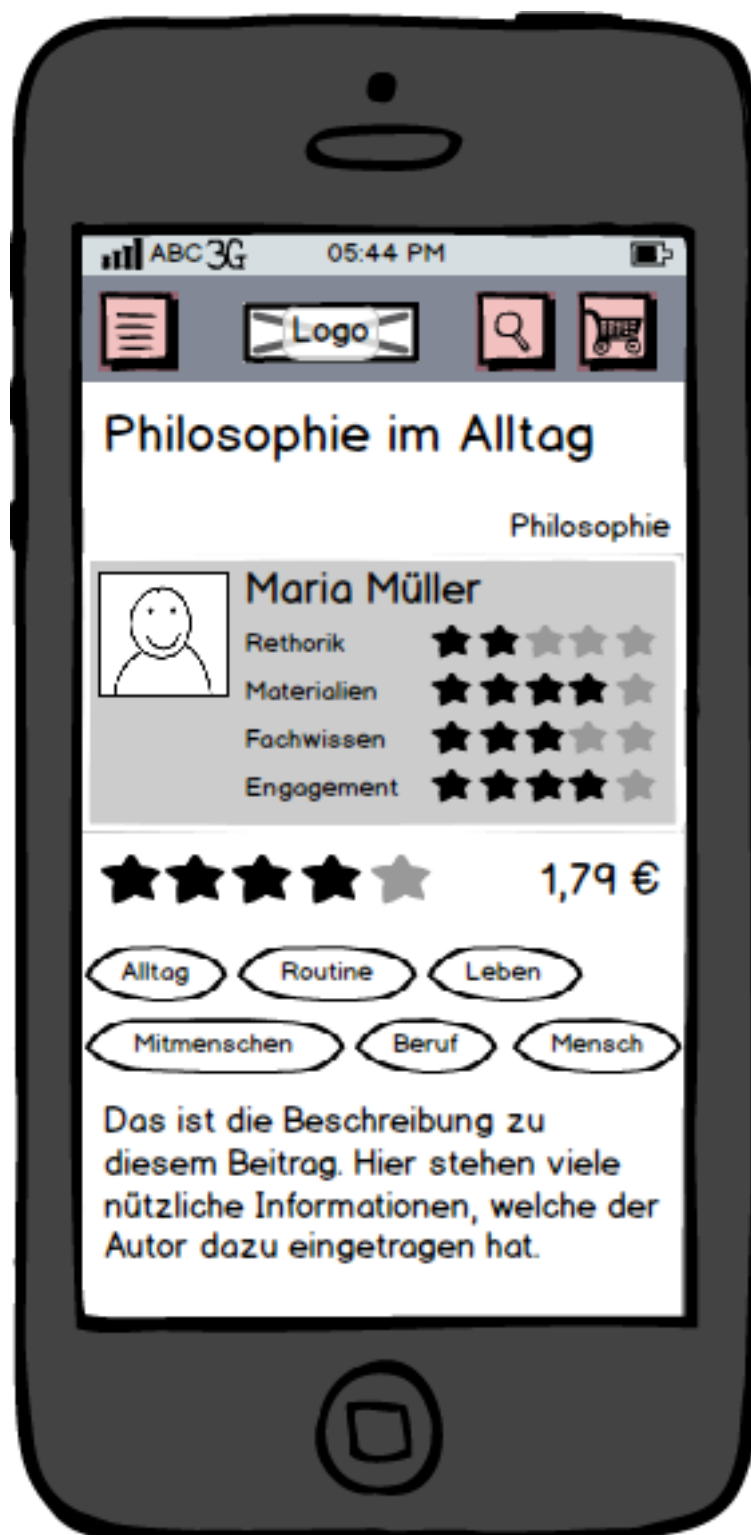 ABC 3G 05:44 PM
Logo
Philosophie im Alltag
Philosophie
Maria Müller
Rethorik
Materialien
Fachwissen
Engagement
1,79 €
Alltag Routine Leben
Mitmenschen Beruf Mensch
Das ist die Beschreibung zu
diesem Beitrag. Hier stehen viele
nützliche Informationen, welche der
Autor dazu eingetragen hat.